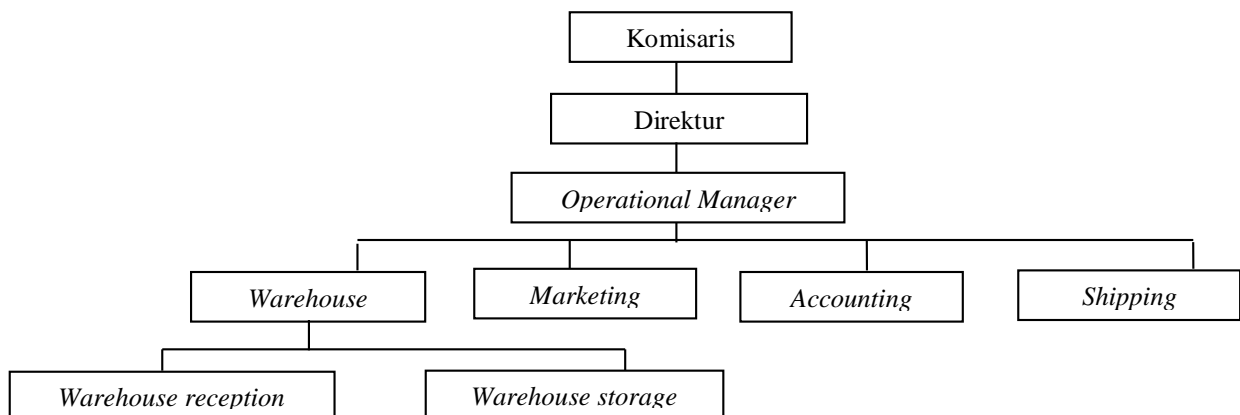 Komisaris
Direktur
Operational Manager
Warehouse
Marketing
Accounting
Shipping
Warehouse reception
Warehouse storage